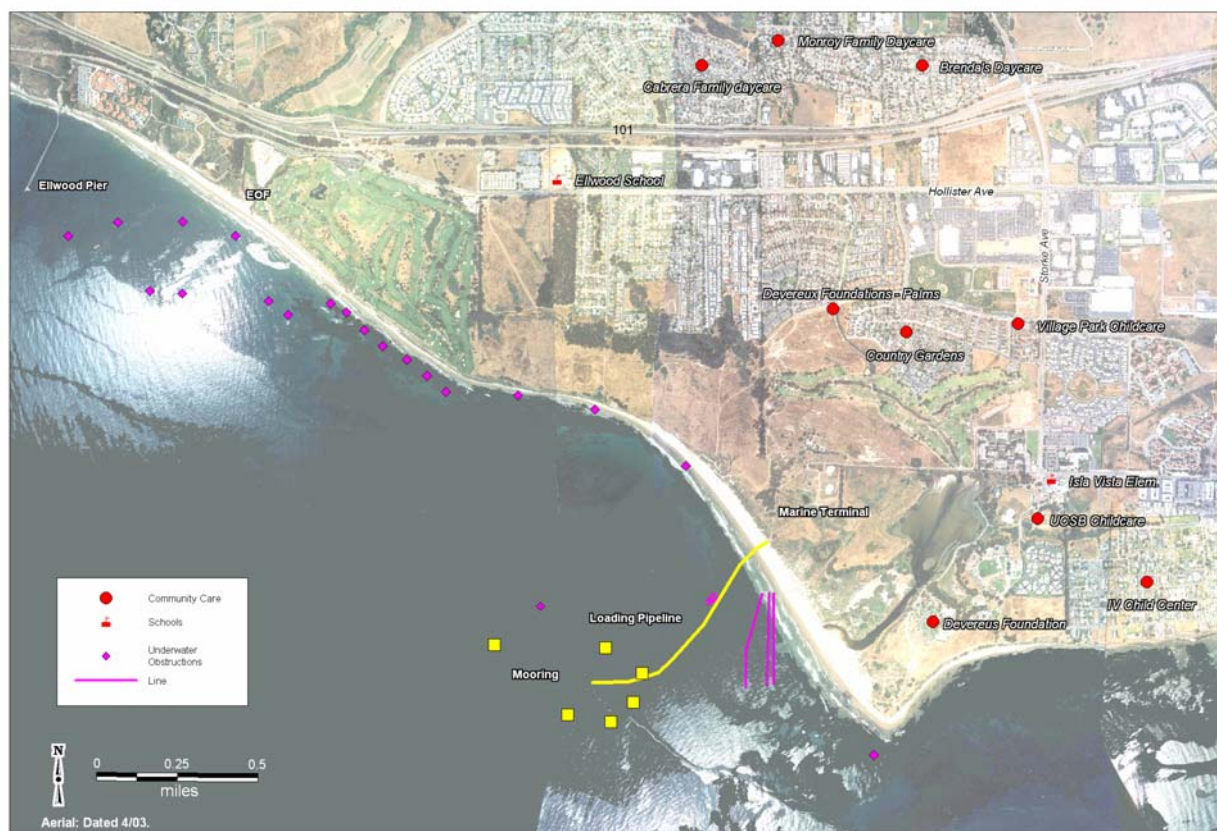 Monroy Family Daycare
Cabrera Family daycare
Brenda's Daycare
101
Ellwood Pier
EOF
Ellwood School
Hollister Ave
Storke Ave
Devereux Foundations - Palms
Village Park Childcare
Country Gardens
Isla Vista Elem.
Marine Terminal
UCSB Childcare
IV Child Center
Loading Pipeline
Devereus Foundation
Mooring
Community Care
Schools
Underwater
Obstructions
Line
N
0 0.25 0.5
miles
Aerial: Dated 4/03.